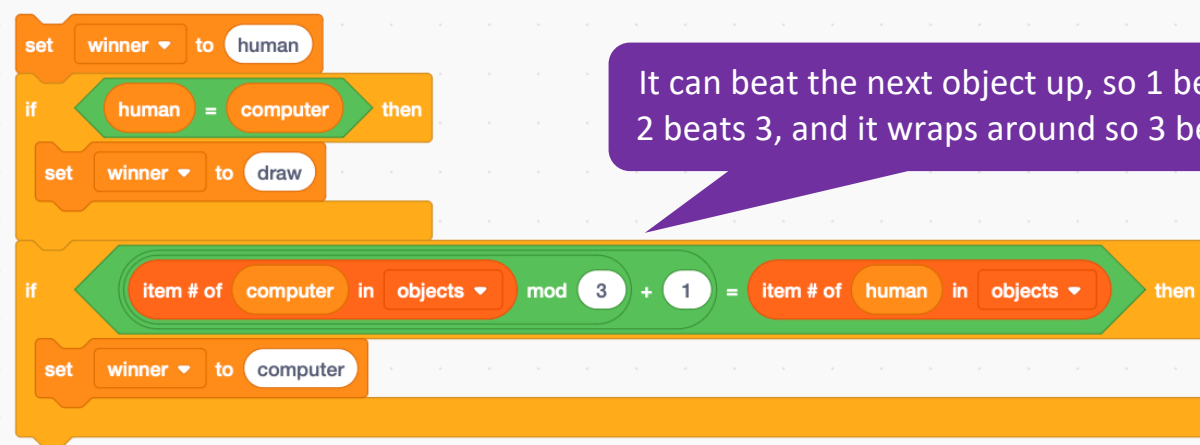 set winner to human
It can beat the next object up, so 1
if human = computer then
2 beats 3, and it wraps around so 3
set winner to draw
if item # of computer in objects mod 3 + 1 = item # of human in objects then
set winner to computer